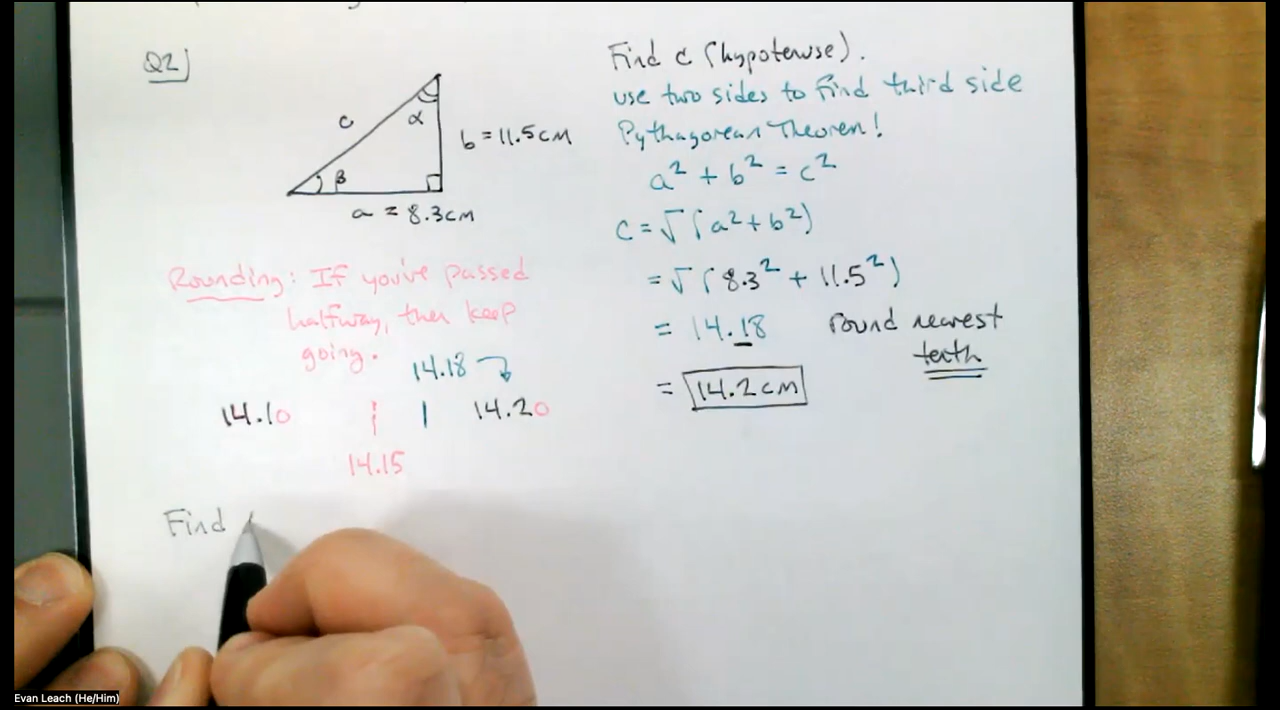 Q2)
c
α
b = 11.5cm
β
a = 8.3cm
Find c (hypotenuse).
use two sides to find third side
Pythagorean Theorem!
a² + b² = c²
c = √(a² + b²)
= √(8.3² + 11.5²)
= 14.18 round nearest
tenth
= 14.2cm
Rounding: If you've passed
halfway, then keep
going.
14.18
14.10 14.20
14.15
Find
Evan Leach (He/Him)